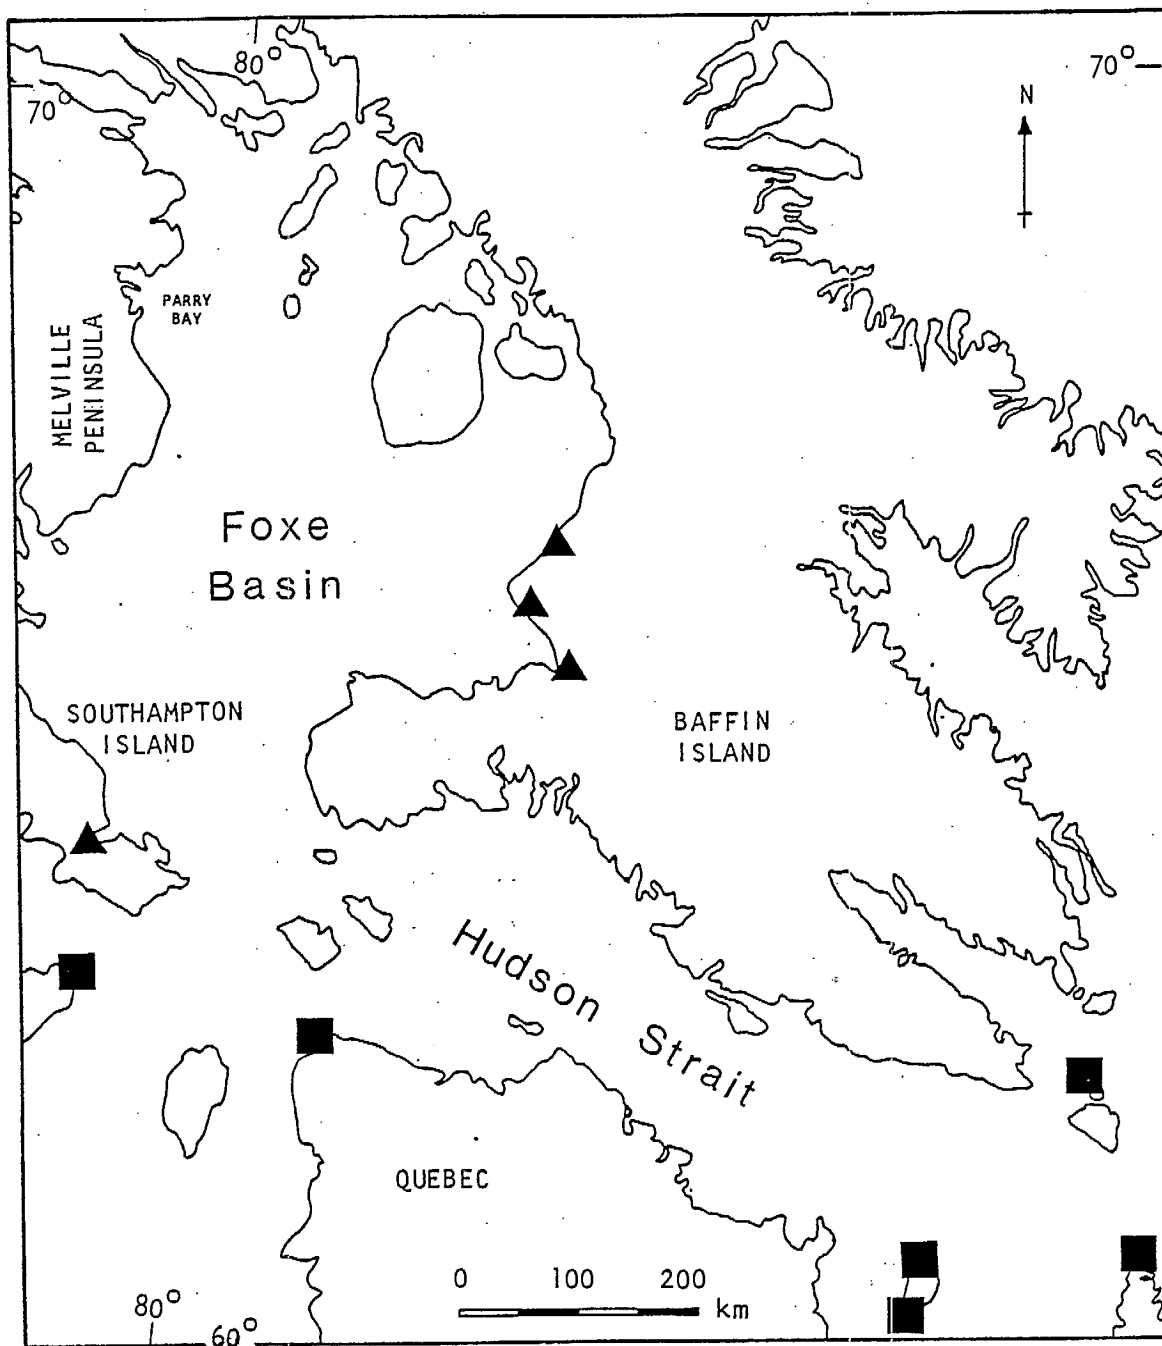 80°
70°
70°
N
PARRY
BAY
MELVILLE
PENINSULA
Foxe
Basin
SOUTHAMPTON
ISLAND
BAFFIN
ISLAND
Hudson Strait
QUEBEC
0 100 200
km
80°
60°